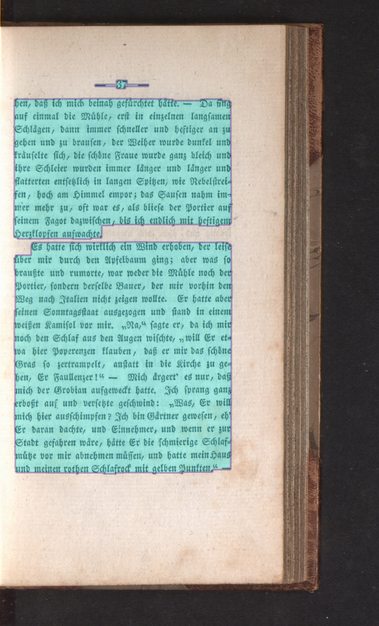 hen, daß ich mich beinah gefürchtet hätte. — Da fing
auf einmal die Mühle, erst in einzelnen langsamen
Schlägen, dann immer schneller und heftiger an zu
gehen und zu brausen, der Weiher wurde dunkel und
kräuselte sich, die schöne Fraue wurde ganz bleich und
ihre Schleier wurden immer länger und länger und
flatterten entsetzlich in langen Spitzen, wie Nebelstrei-
fen, hoch am Himmel empor; das Sausen nahm im-
mer mehr zu, oft war es, als bliese der Portier auf
seinem Fagot dazwischen, bis ich endlich mit heftigem
Herzklopfen aufwachte.
Es hatte sich wirklich ein Wind erhoben, der leise
über mir durch den Apfelbaum ging; aber was so
braußte und rumorte, war weder die Mühle noch der
Portier, sondern derselbe Bauer, der mir vorhin den
Weg nach Italien nicht zeigen wollte. Er hatte aber
seinen Sonntagsstaat ausgezogen und stand in einem
weißen Kamisol vor mir. „Na,“ sagte er, da ich mir
noch den Schlaf aus den Augen wischte, „will Er et-
wa hier Poperenzen klauben, daß er mir das schöne
Gras so zertrampelt, anstatt in die Kirche zu ge-
hen, Er Faullenzer!“ — Mich ärgert' es nur, daß
mich der Grobian aufgeweckt hatte. Ich sprang ganz
erboßt auf und versetzte geschwind: „Was, Er will
mich hier ausschimpfen? Ich bin Gärtner gewesen, eh'
Er daran dachte, und Einnehmer, und wenn er zur
Stadt gefahren wäre, hätte Er die schmierige Schlaf-
mütze vor mir abnehmen müssen, und hatte mein Haus
und meinen rothen Schlafrock mit gelben Punkten.“